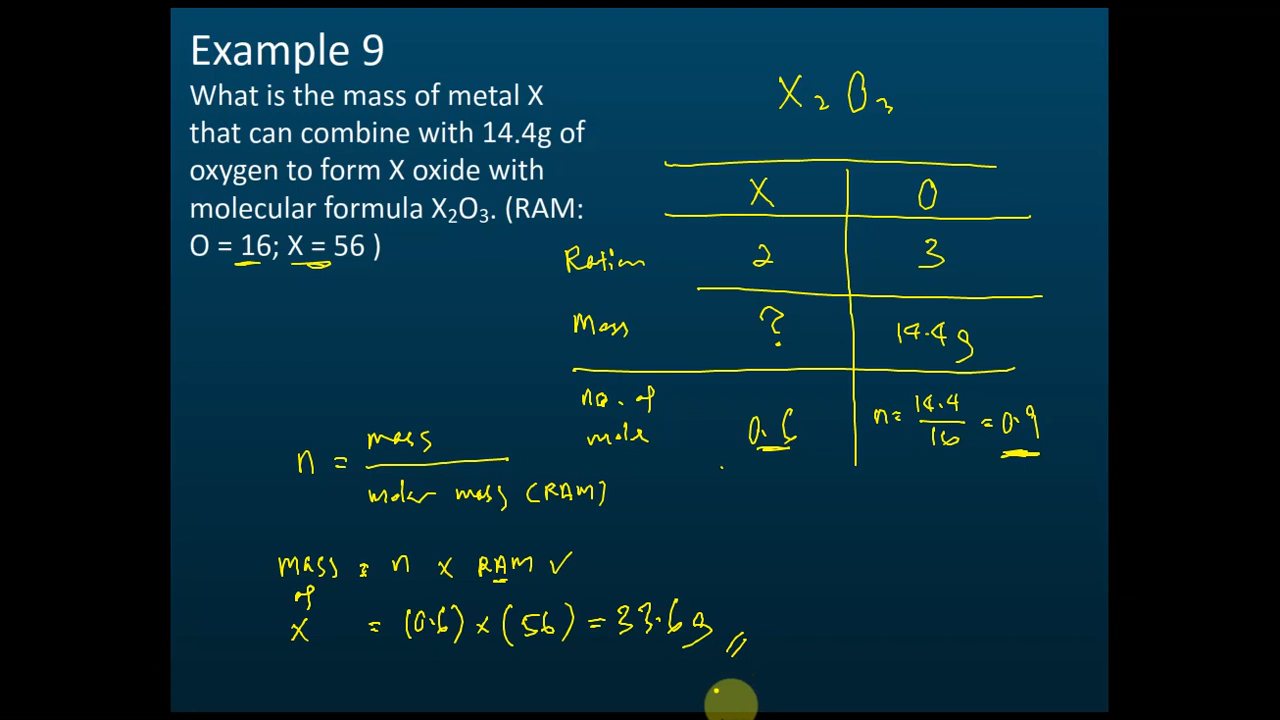 Example 9
What is the mass of metal X
that can combine with 14.4g of
oxygen to form X oxide with
molecular formula X₂O₃. (RAM:
O = 16; X = 56 )
X₂O₃
X O
Ration 2 3
Mass ? 14.4g
no. of
mole 0.6 n = 14.4/16 = 0.9
n = mass / molar mass (RAM)
mass = n x RAM ✓
of
X = (0.6) x (56) = 33.6g //